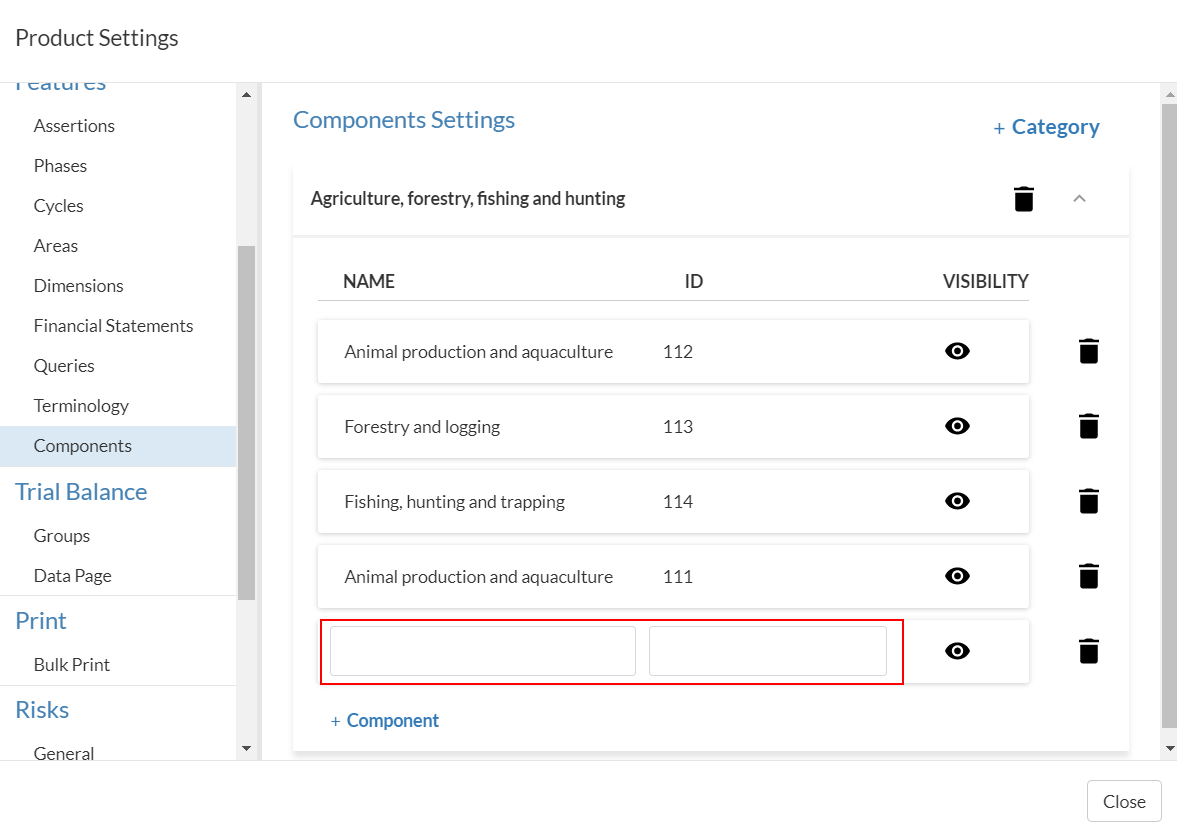 Product Settings
Features
Assertions
Phases
Cycles
Areas
Dimensions
Financial Statements
Queries
Terminology
Components
Trial Balance
Groups
Data Page
Print
Bulk Print
Risks
General
Components Settings
+ Category
Agriculture, forestry, fishing and hunting
NAME ID VISIBILITY
Animal production and aquaculture 112
Forestry and logging 113
Fishing, hunting and trapping 114
Animal production and aquaculture 111
+ Component
Close